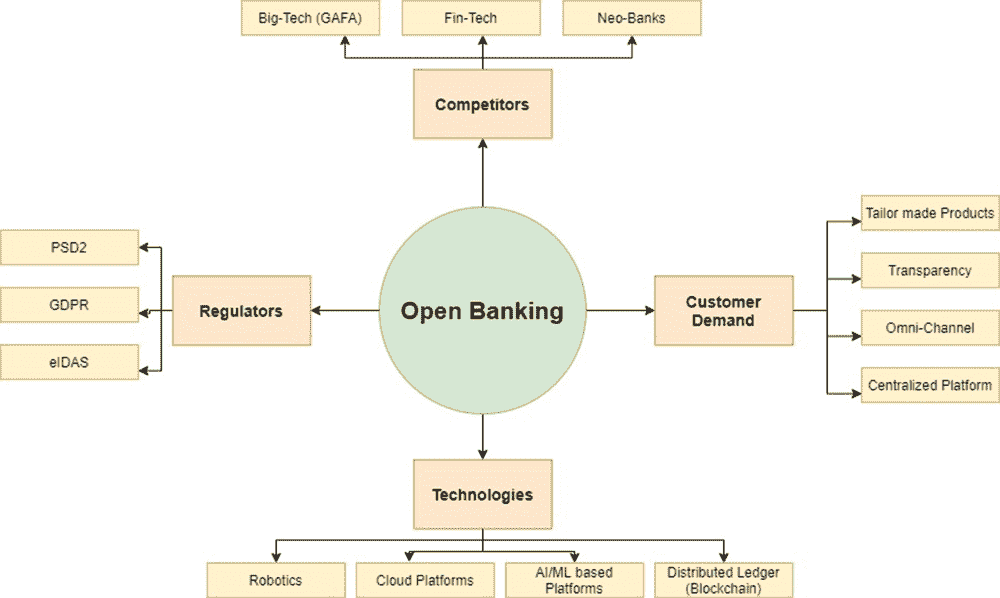 Big-Tech (GAFA)
Fin-Tech
Neo-Banks
Competitors
Tailor made Products
PSD2
Transparency
GDPR
Regulators
Open Banking
Customer
Demand
Omni-Channel
eIDAS
Centralized Platform
Technologies
Robotics
Cloud Platforms
AI/ML based
Platforms
Distributed Ledger
(Blockchain)